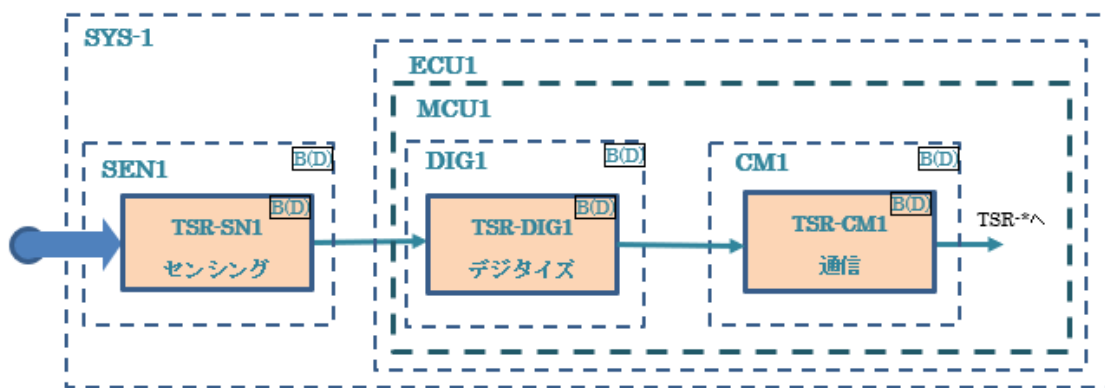 SYS-1
ECU1
MCU1
SEN1
B(D)
DIG1
B(D)
CM1
B(D)
B(D)
TSR-SN1
センシング
B(D)
TSR-DIG1
デジタイズ
B(D)
TSR-CM1
通信
TSR-*へ